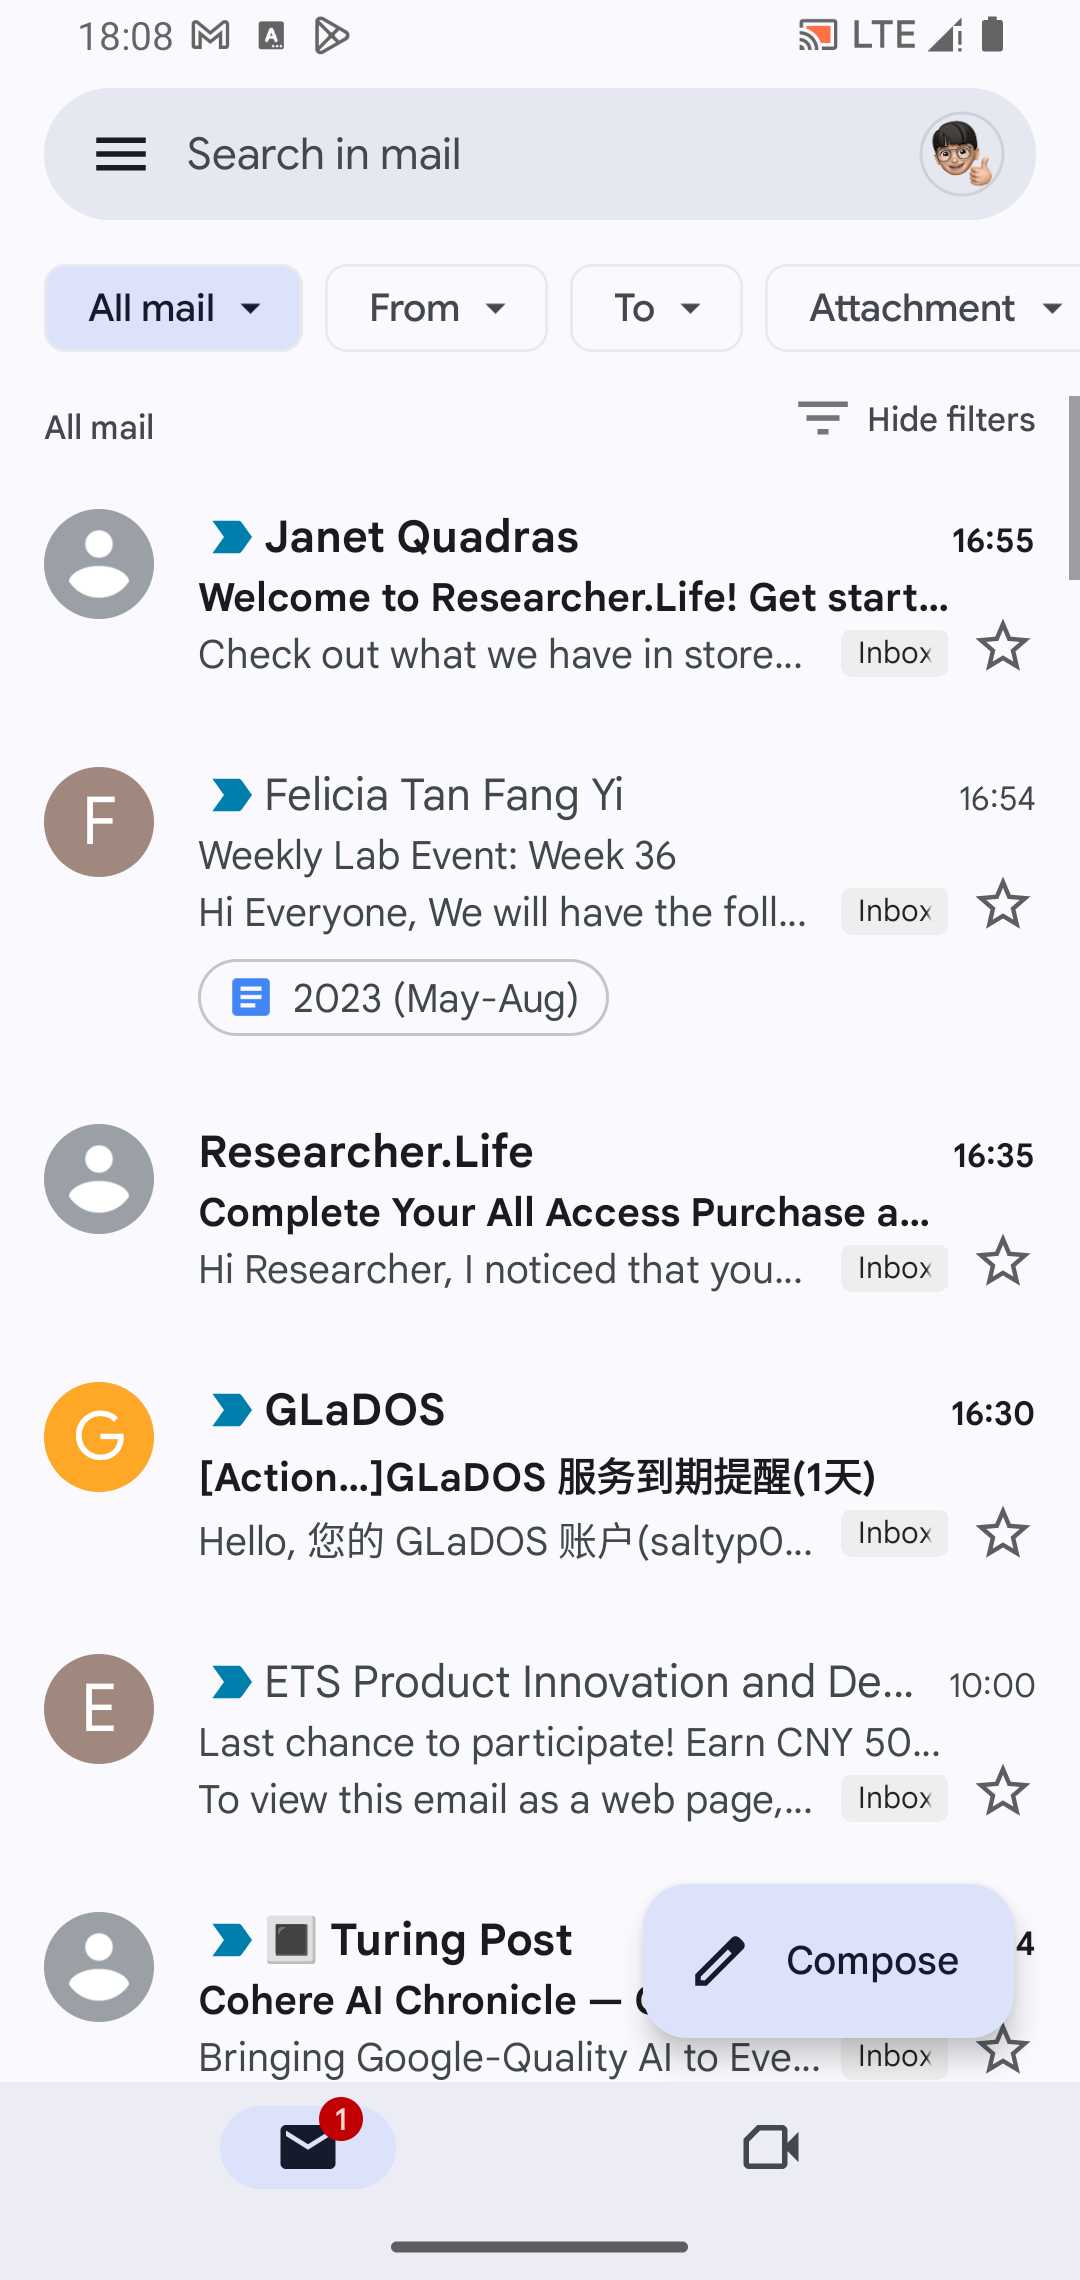 18:08
LTE
Search in mail
All mail
From
To
Attachment
All mail
Hide filters
Janet Quadras
16:55
Welcome to Researcher.Life! Get start...
Check out what we have in store...
Inbox
F
Felicia Tan Fang Yi
16:54
Weekly Lab Event: Week 36
Hi Everyone, We will have the foll...
Inbox
2023 (May-Aug)
Researcher.Life
16:35
Complete Your All Access Purchase a...
Hi Researcher, I noticed that you...
Inbox
G
GLaDOS
16:30
[Action...]GLaDOS 服务到期提醒(1天)
Hello, 您的 GLaDOS 账户(saltyp0...
Inbox
E
ETS Product Innovation and De...
10:00
Last chance to participate! Earn CNY 50...
To view this email as a web page,...
Inbox
Turing Post
4
Cohere AI Chronicle —
Compose
Bringing Google-Quality AI to Eve...
Inbox
1